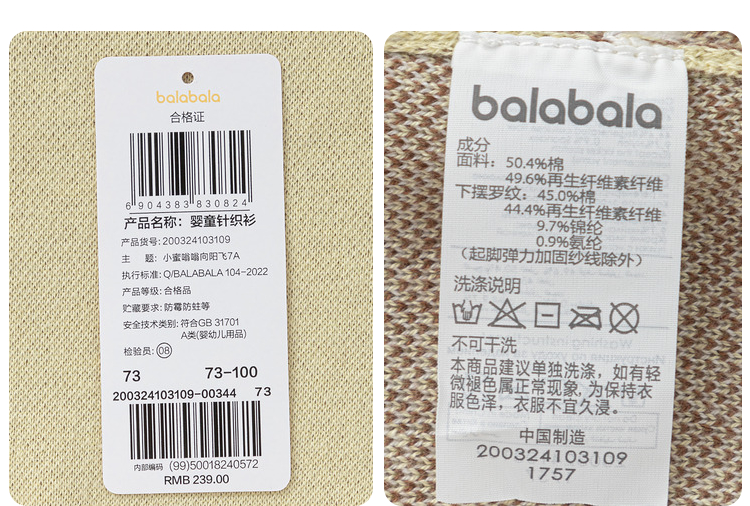 balabala
合格证
6 904383 830824
产品名称: 婴童针织衫
产品货号: 200324103109
主 题: 小蜜嗡嗡向阳飞7A
执行标准: Q/BALABALA 104-2022
产品等级: 合格品
贮藏要求: 防霉防蛀等
安全技术类别: 符合GB 31701
A类(婴幼儿用品)
检验员: 08
73 73-100
200324103109-00344 73
内部编码 (99)50018240572
RMB 239.00
balabala
成分
面料: 50.4%棉
49.6%再生纤维素纤维
下摆罗纹: 45.0%棉
44.4%再生纤维素纤维
9.7%锦纶
0.9%氨纶
(起脚弹力加固纱线除外)
洗涤说明
不可干洗
本商品建议单独洗涤，如有轻
微褪色属正常现象, 为保持衣
服色泽，衣服不宜久浸。
中国制造
200324103109
1757